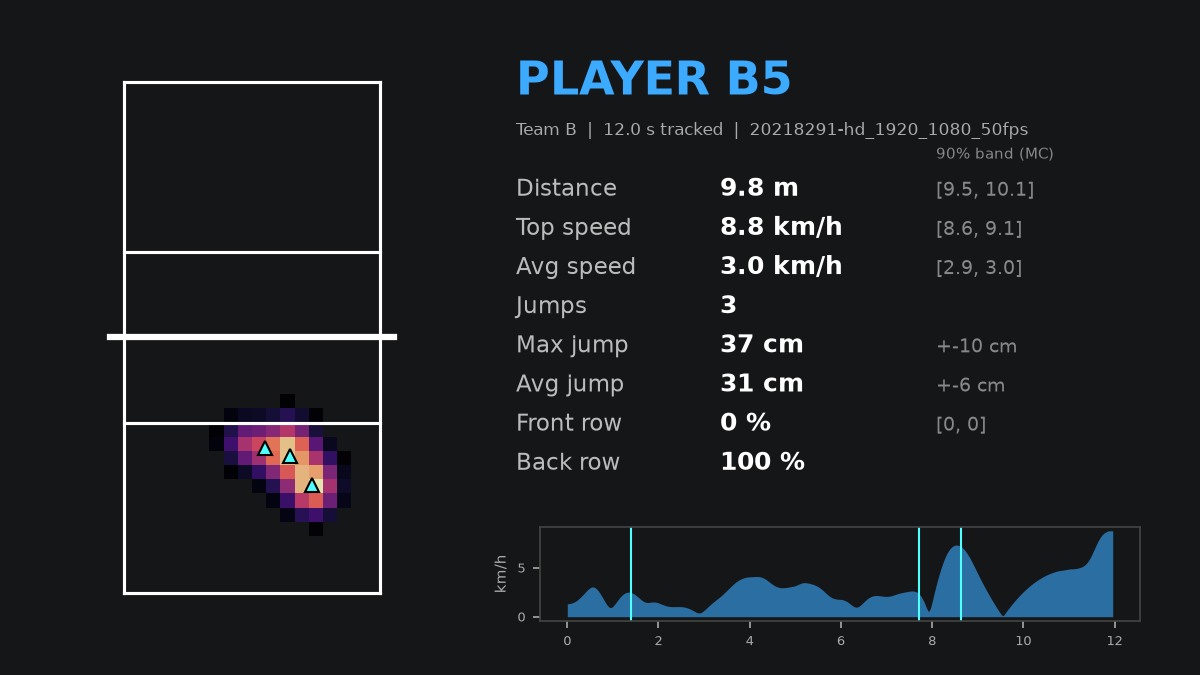 PLAYER B5
Team B | 12.0 s tracked | 20218291-hd_1920_1080_50fps
90% band (MC)
Distance 9.8 m [9.5, 10.1]
Top speed 8.8 km/h [8.6, 9.1]
Avg speed 3.0 km/h [2.9, 3.0]
Jumps 3
Max jump 37 cm +-10 cm
Avg jump 31 cm +-6 cm
Front row 0 % [0, 0]
Back row 100 %
km/h
5
0
0 2 4 6 8 10 12